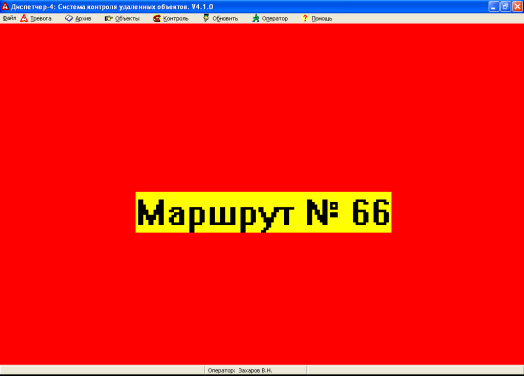 Диспетчер-4: Система контроля удаленных объектов. V4.1.0
Файл Тревога Архив Объекты Контроль Обновить Оператор Помощь
Маршрут № 66
Оператор: Захаров В.Н.